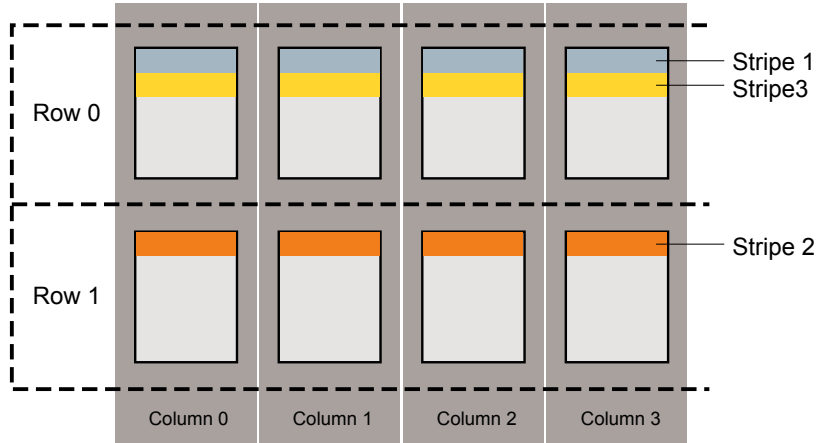 Row 0
Stripe 1
Stripe3
Row 1
Stripe 2
Column 0
Column 1
Column 2
Column 3